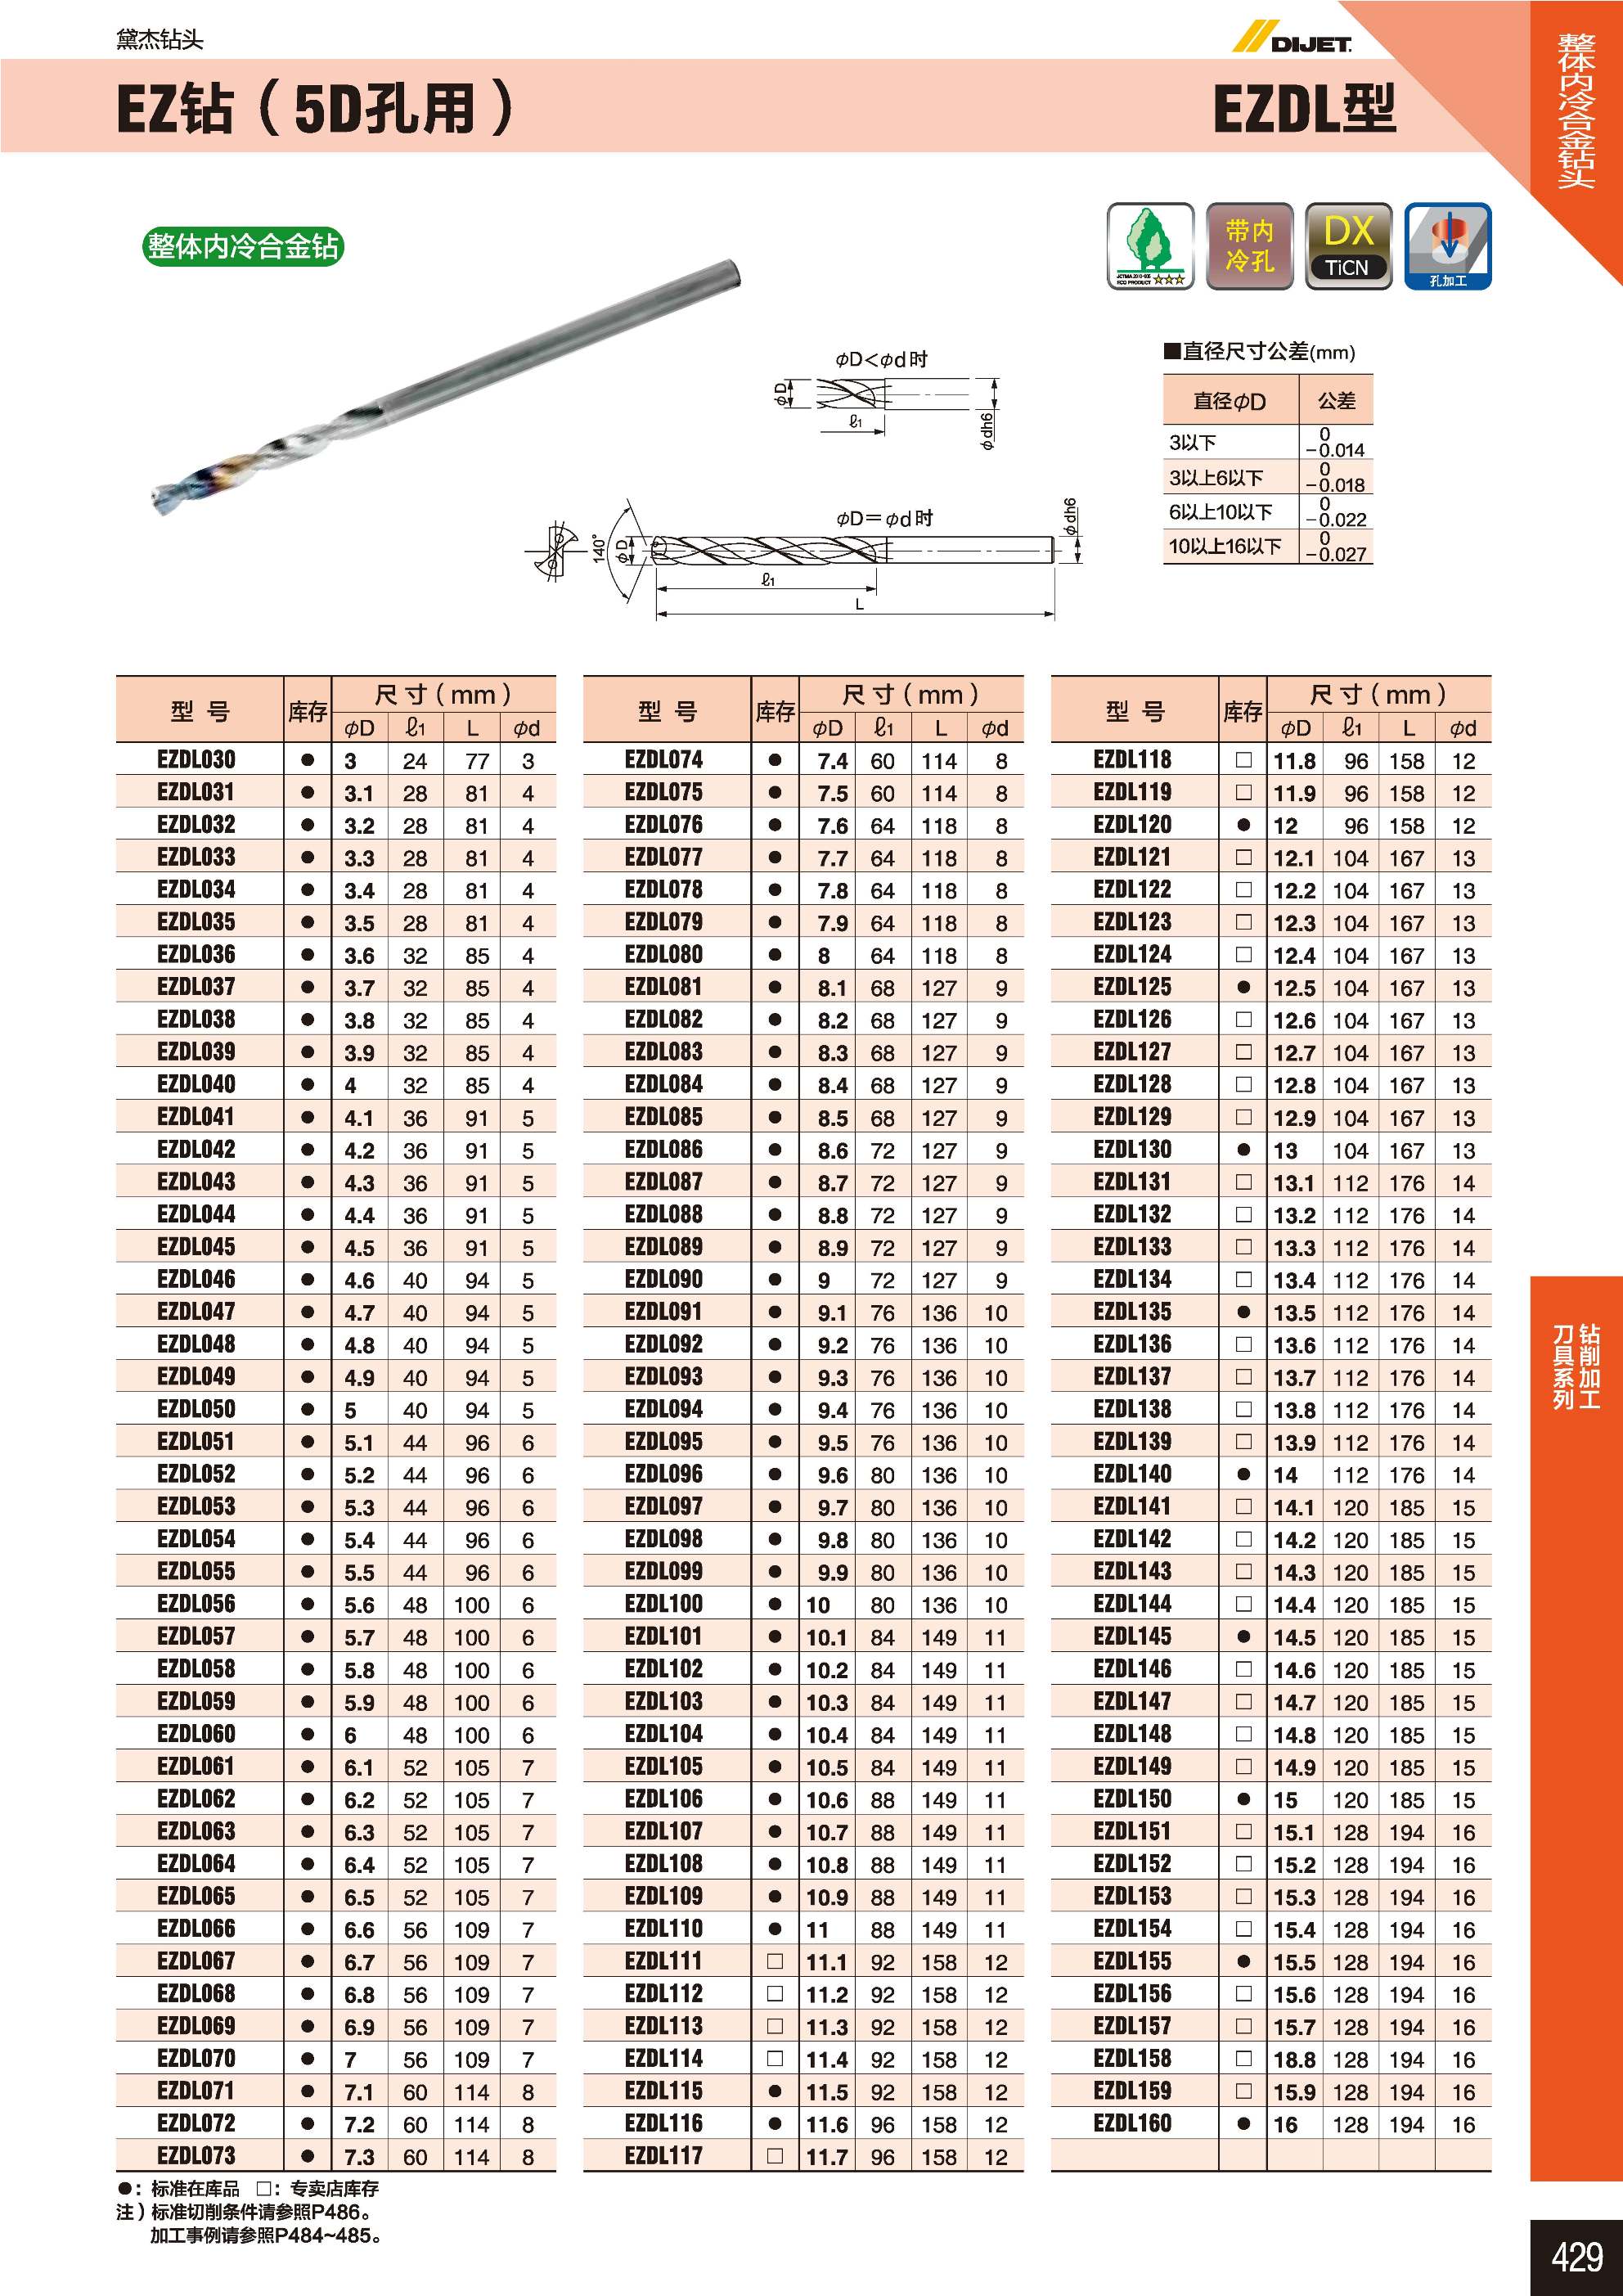 黛杰钻头
DIJET.
EZ钻（5D孔用）
EZDL型
整体内冷合金钻头
整体内冷合金钻
JCTMA 2010-005
ECO PRODUCT ☆☆☆
带内
冷孔
DX
TiCN
孔加工
φD＜φd时
φD
ℓ1
φdh6
φD＝φd时
140°
φD
ℓ1
L
φdh6
■直径尺寸公差(mm)
直径φD 公差
3以下 0 −0.014
3以上6以下 0 −0.018
6以上10以下 0 −0.022
10以上16以下 0 −0.027
型 号 库存 尺 寸（mm）
φD ℓ1 L φd
EZDL030 ● 3 24 77 3
EZDL031 ● 3.1 28 81 4
EZDL032 ● 3.2 28 81 4
EZDL033 ● 3.3 28 81 4
EZDL034 ● 3.4 28 81 4
EZDL035 ● 3.5 28 81 4
EZDL036 ● 3.6 32 85 4
EZDL037 ● 3.7 32 85 4
EZDL038 ● 3.8 32 85 4
EZDL039 ● 3.9 32 85 4
EZDL040 ● 4 32 85 4
EZDL041 ● 4.1 36 91 5
EZDL042 ● 4.2 36 91 5
EZDL043 ● 4.3 36 91 5
EZDL044 ● 4.4 36 91 5
EZDL045 ● 4.5 36 91 5
EZDL046 ● 4.6 40 94 5
EZDL047 ● 4.7 40 94 5
EZDL048 ● 4.8 40 94 5
EZDL049 ● 4.9 40 94 5
EZDL050 ● 5 40 94 5
EZDL051 ● 5.1 44 96 6
EZDL052 ● 5.2 44 96 6
EZDL053 ● 5.3 44 96 6
EZDL054 ● 5.4 44 96 6
EZDL055 ● 5.5 44 96 6
EZDL056 ● 5.6 48 100 6
EZDL057 ● 5.7 48 100 6
EZDL058 ● 5.8 48 100 6
EZDL059 ● 5.9 48 100 6
EZDL060 ● 6 48 100 6
EZDL061 ● 6.1 52 105 7
EZDL062 ● 6.2 52 105 7
EZDL063 ● 6.3 52 105 7
EZDL064 ● 6.4 52 105 7
EZDL065 ● 6.5 52 105 7
EZDL066 ● 6.6 56 109 7
EZDL067 ● 6.7 56 109 7
EZDL068 ● 6.8 56 109 7
EZDL069 ● 6.9 56 109 7
EZDL070 ● 7 56 109 7
EZDL071 ● 7.1 60 114 8
EZDL072 ● 7.2 60 114 8
EZDL073 ● 7.3 60 114 8
型 号 库存 尺 寸（mm）
φD ℓ1 L φd
EZDL074 ● 7.4 60 114 8
EZDL075 ● 7.5 60 114 8
EZDL076 ● 7.6 64 118 8
EZDL077 ● 7.7 64 118 8
EZDL078 ● 7.8 64 118 8
EZDL079 ● 7.9 64 118 8
EZDL080 ● 8 64 118 8
EZDL081 ● 8.1 68 127 9
EZDL082 ● 8.2 68 127 9
EZDL083 ● 8.3 68 127 9
EZDL084 ● 8.4 68 127 9
EZDL085 ● 8.5 68 127 9
EZDL086 ● 8.6 72 127 9
EZDL087 ● 8.7 72 127 9
EZDL088 ● 8.8 72 127 9
EZDL089 ● 8.9 72 127 9
EZDL090 ● 9 72 127 9
EZDL091 ● 9.1 76 136 10
EZDL092 ● 9.2 76 136 10
EZDL093 ● 9.3 76 136 10
EZDL094 ● 9.4 76 136 10
EZDL095 ● 9.5 76 136 10
EZDL096 ● 9.6 80 136 10
EZDL097 ● 9.7 80 136 10
EZDL098 ● 9.8 80 136 10
EZDL099 ● 9.9 80 136 10
EZDL100 ● 10 80 136 10
EZDL101 ● 10.1 84 149 11
EZDL102 ● 10.2 84 149 11
EZDL103 ● 10.3 84 149 11
EZDL104 ● 10.4 84 149 11
EZDL105 ● 10.5 84 149 11
EZDL106 ● 10.6 88 149 11
EZDL107 ● 10.7 88 149 11
EZDL108 ● 10.8 88 149 11
EZDL109 ● 10.9 88 149 11
EZDL110 ● 11 88 149 11
EZDL111 □ 11.1 92 158 12
EZDL112 □ 11.2 92 158 12
EZDL113 □ 11.3 92 158 12
EZDL114 □ 11.4 92 158 12
EZDL115 ● 11.5 92 158 12
EZDL116 ● 11.6 96 158 12
EZDL117 □ 11.7 96 158 12
型 号 库存 尺 寸（mm）
φD ℓ1 L φd
EZDL118 □ 11.8 96 158 12
EZDL119 □ 11.9 96 158 12
EZDL120 ● 12 96 158 12
EZDL121 □ 12.1 104 167 13
EZDL122 □ 12.2 104 167 13
EZDL123 □ 12.3 104 167 13
EZDL124 □ 12.4 104 167 13
EZDL125 ● 12.5 104 167 13
EZDL126 □ 12.6 104 167 13
EZDL127 □ 12.7 104 167 13
EZDL128 □ 12.8 104 167 13
EZDL129 □ 12.9 104 167 13
EZDL130 ● 13 104 167 13
EZDL131 □ 13.1 112 176 14
EZDL132 □ 13.2 112 176 14
EZDL133 □ 13.3 112 176 14
EZDL134 □ 13.4 112 176 14
EZDL135 ● 13.5 112 176 14
EZDL136 □ 13.6 112 176 14
EZDL137 □ 13.7 112 176 14
EZDL138 □ 13.8 112 176 14
EZDL139 □ 13.9 112 176 14
EZDL140 ● 14 112 176 14
EZDL141 □ 14.1 120 185 15
EZDL142 □ 14.2 120 185 15
EZDL143 □ 14.3 120 185 15
EZDL144 □ 14.4 120 185 15
EZDL145 ● 14.5 120 185 15
EZDL146 □ 14.6 120 185 15
EZDL147 □ 14.7 120 185 15
EZDL148 □ 14.8 120 185 15
EZDL149 □ 14.9 120 185 15
EZDL150 ● 15 120 185 15
EZDL151 □ 15.1 128 194 16
EZDL152 □ 15.2 128 194 16
EZDL153 □ 15.3 128 194 16
EZDL154 □ 15.4 128 194 16
EZDL155 ● 15.5 128 194 16
EZDL156 □ 15.6 128 194 16
EZDL157 □ 15.7 128 194 16
EZDL158 □ 18.8 128 194 16
EZDL159 □ 15.9 128 194 16
EZDL160 ● 16 128 194 16
钻削加工
刀具系列
●：标准在库品 □：专卖店库存
注）标准切削条件请参照P486。
加工事例请参照P484~485。
429